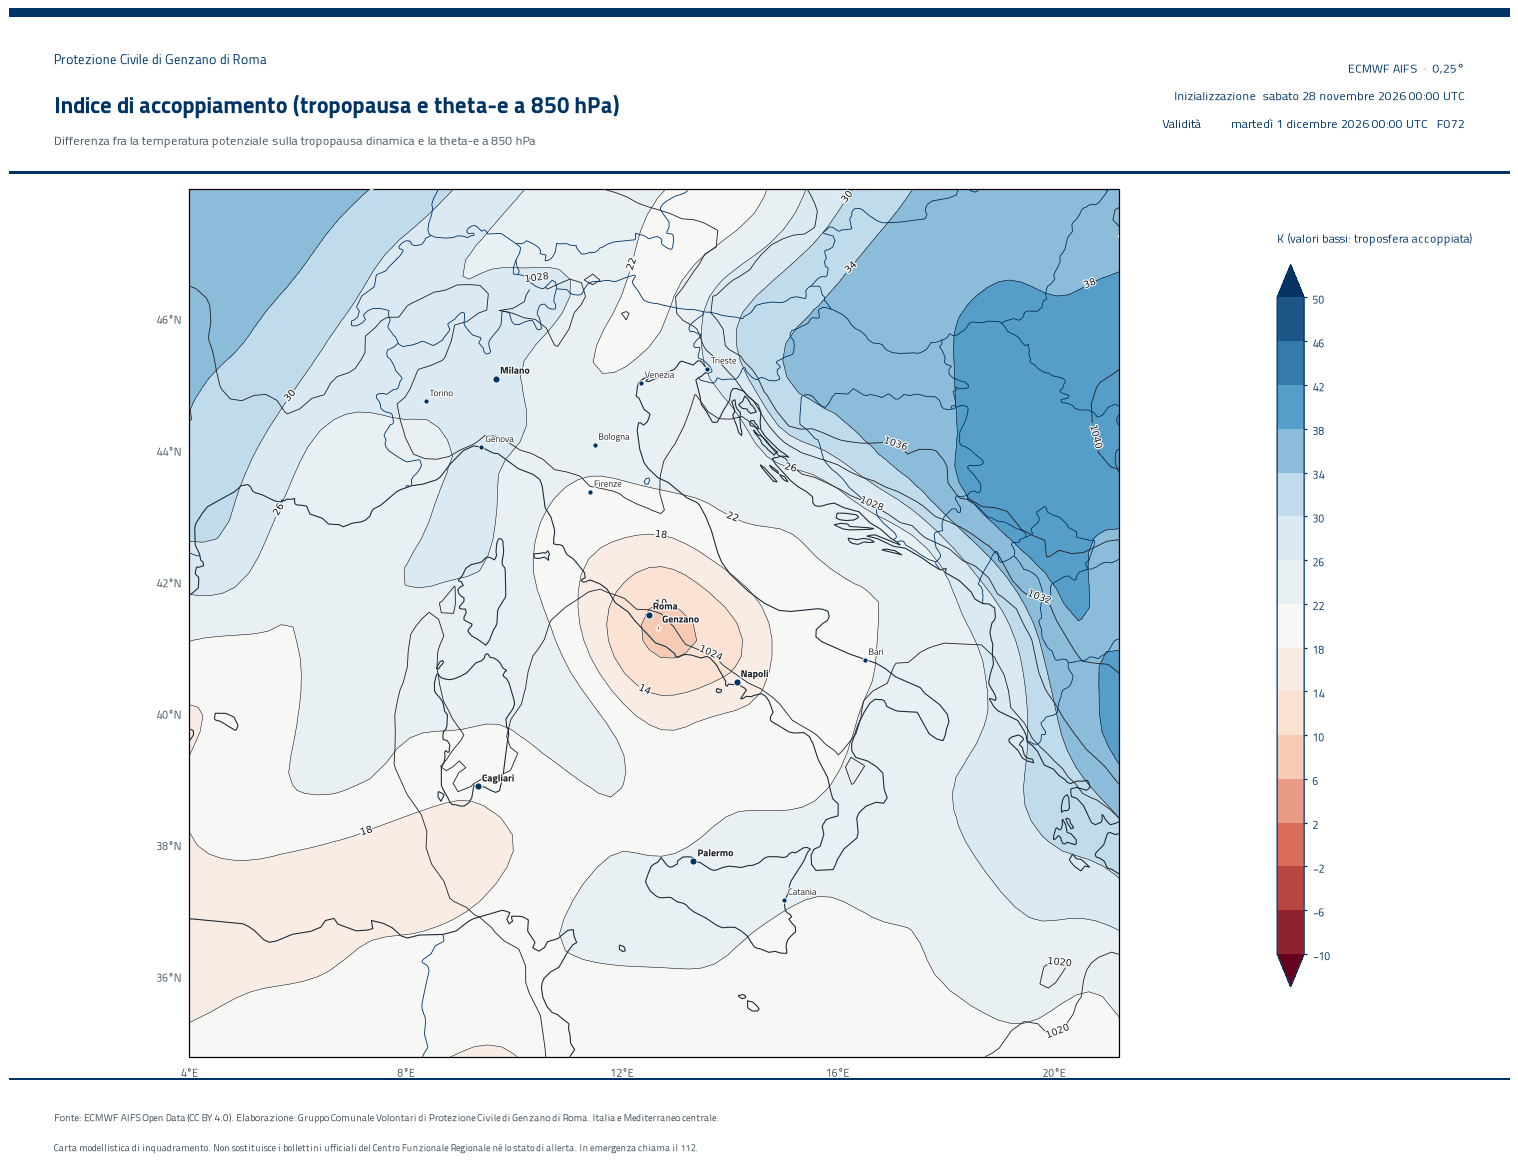 Protezione Civile di Genzano di Roma
Indice di accoppiamento (tropopausa e theta-e a 850 hPa)
Differenza fra la temperatura potenziale sulla tropopausa dinamica e la theta-e a 850 hPa
ECMWF AIFS · 0,25°
Inizializzazione sabato 28 novembre 2026 00:00 UTC
Validità martedì 1 dicembre 2026 00:00 UTC F072
K (valori bassi: troposfera accoppiata)
50
46
42
38
34
30
26
22
18
14
10
6
2
−2
−6
−10
46°N
44°N
42°N
40°N
38°N
36°N
4°E
8°E
12°E
16°E
20°E
30
34
38
22
1028
30
Milano
Torino
Venezia
Trieste
Genova
Bologna
Firenze
1036
1040
26
26
1028
22
18
1032
10
Roma
Genzano
1024
14
Napoli
Bari
Cagliari
18
Palermo
Catania
1020
1020
Fonte: ECMWF AIFS Open Data (CC BY 4.0). Elaborazione: Gruppo Comunale Volontari di Protezione Civile di Genzano di Roma. Italia e Mediterraneo centrale.
Carta modellistica di inquadramento. Non sostituisce i bollettini ufficiali del Centro Funzionale Regionale né lo stato di allerta. In emergenza chiama il 112.